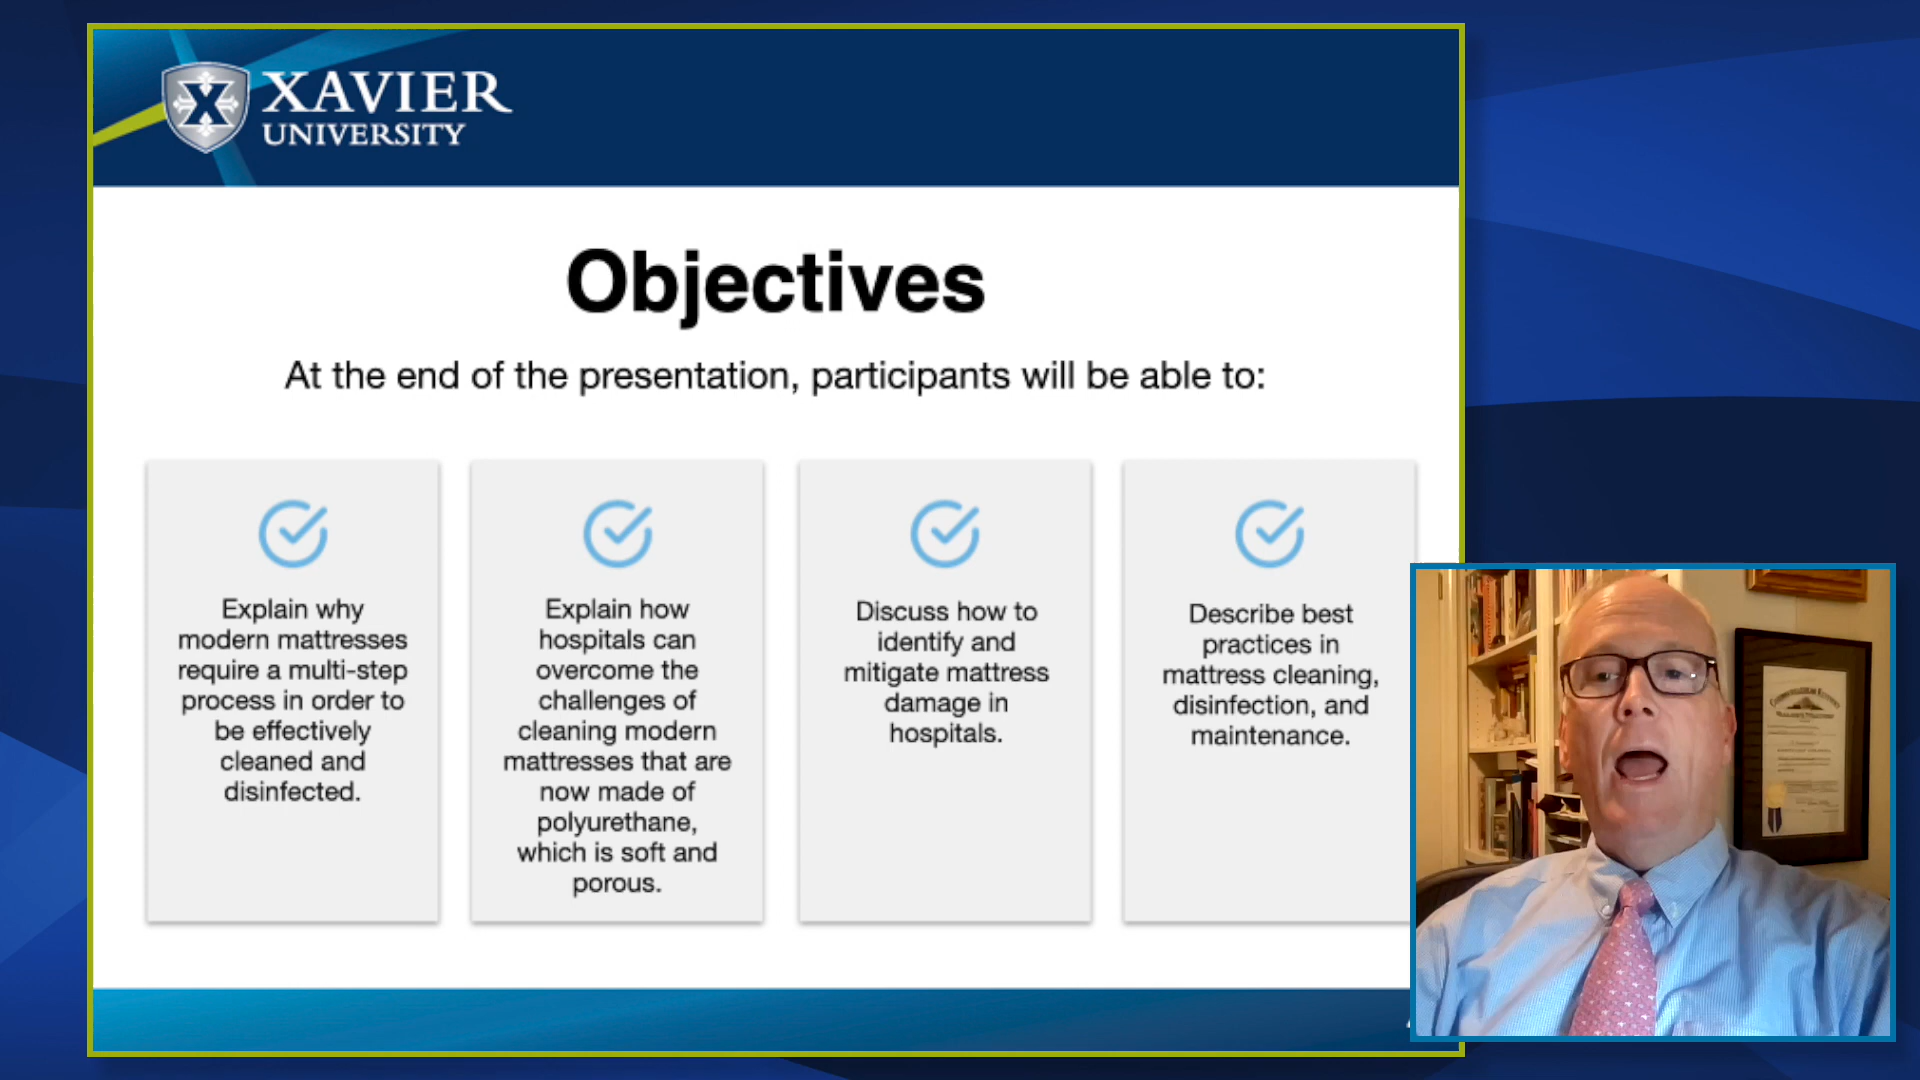 XAVIER
UNIVERSITY
Objectives
At the end of the presentation, participants will be able to:
Explain why
modern mattresses
require a multi-step
process in order to
be effectively
cleaned and
disinfected.
Explain how
hospitals can
overcome the
challenges of
cleaning modern
mattresses that are
now made of
polyurethane,
which is soft and
porous.
Discuss how to
identify and
mitigate mattress
damage in
hospitals.
Describe best
practices in
mattress cleaning,
disinfection, and
maintenance.